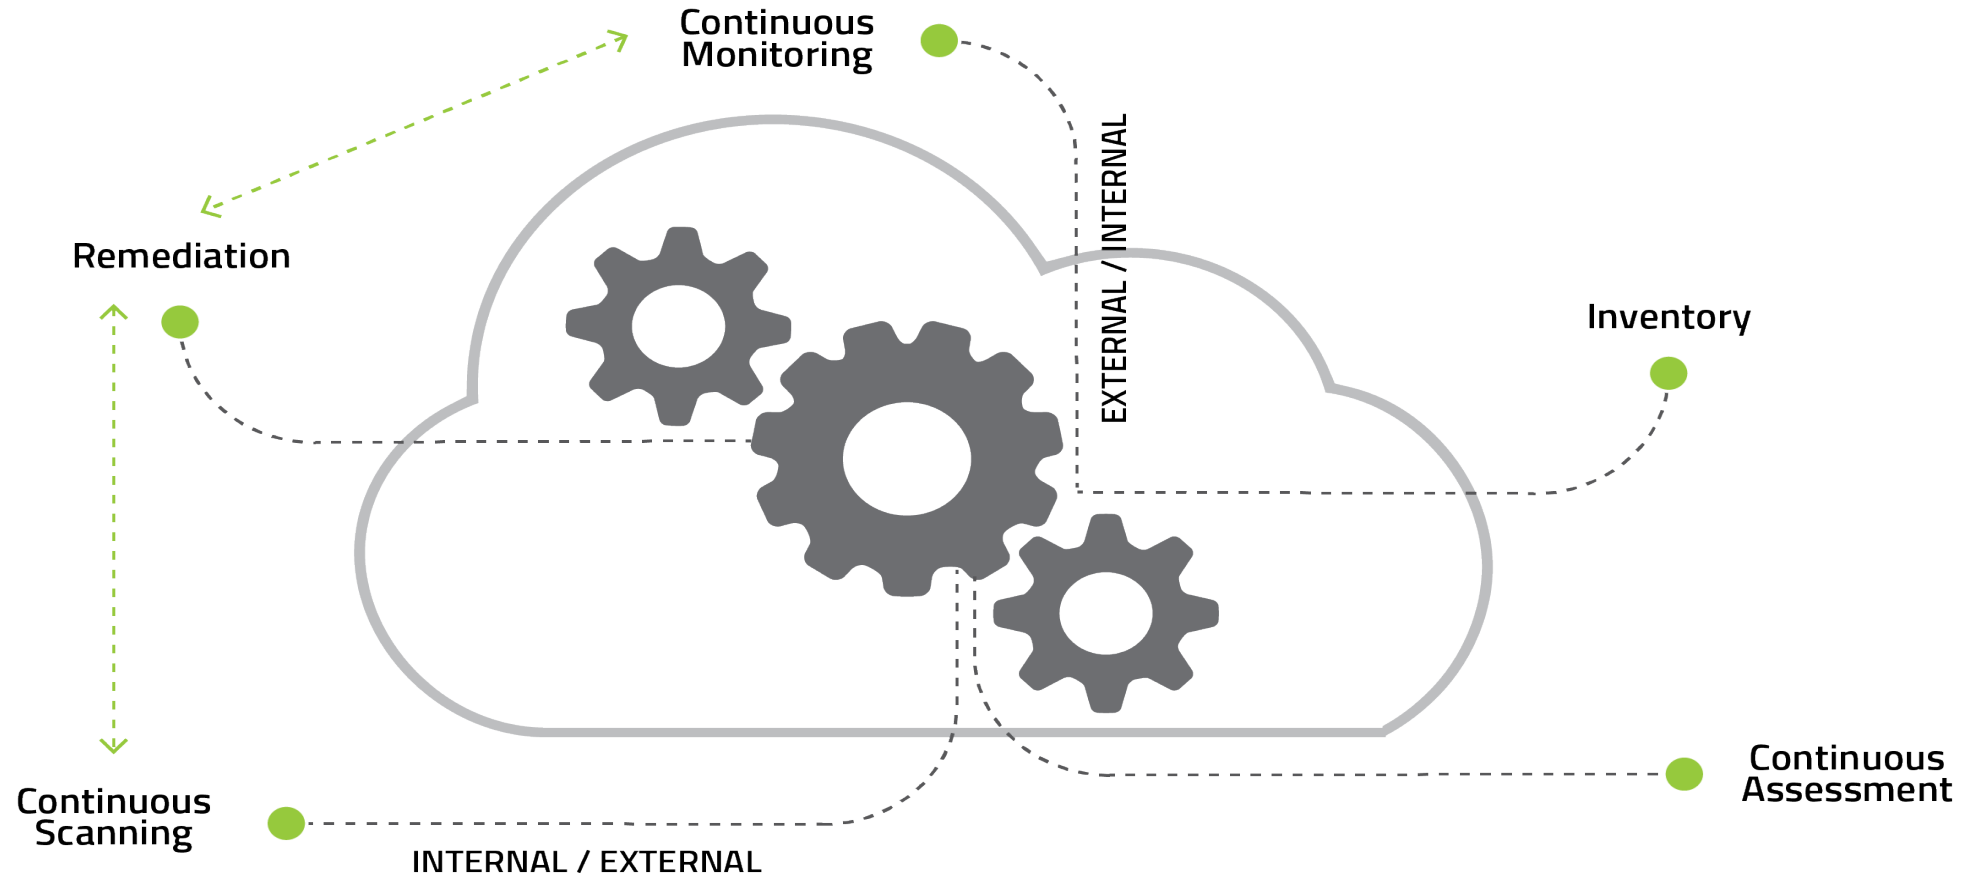 Continuous
Monitoring
EXTERNAL / INTERNAL
Remediation
Inventory
Continuous
Assessment
Continuous
Scanning
INTERNAL / EXTERNAL